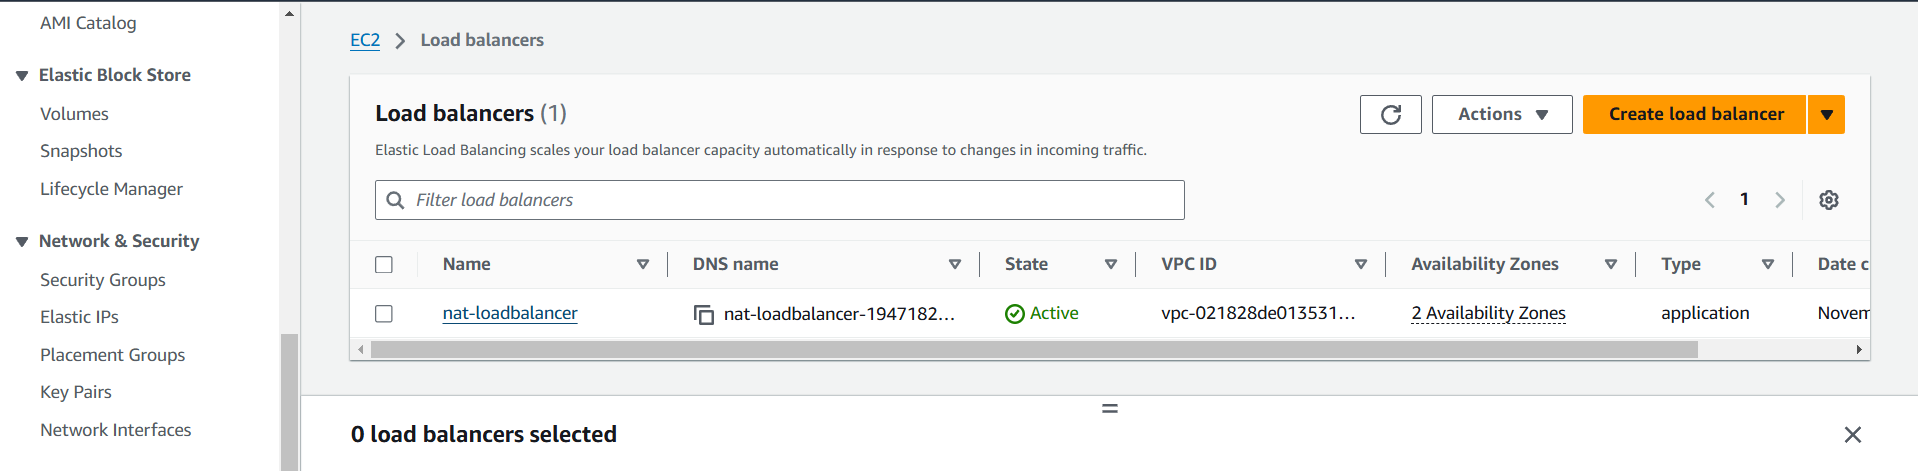 AMI Catalog
Elastic Block Store
Volumes
Snapshots
Lifecycle Manager
Network & Security
Security Groups
Elastic IPs
Placement Groups
Key Pairs
Network Interfaces
EC2 > Load balancers
Load balancers (1)
Actions
Create load balancer
Elastic Load Balancing scales your load balancer capacity automatically in response to changes in incoming traffic.
Filter load balancers
1
Name DNS name State VPC ID Availability Zones Type Date c
nat-loadbalancer nat-loadbalancer-1947182... Active vpc-021828de013531... 2 Availability Zones application Novem
0 load balancers selected